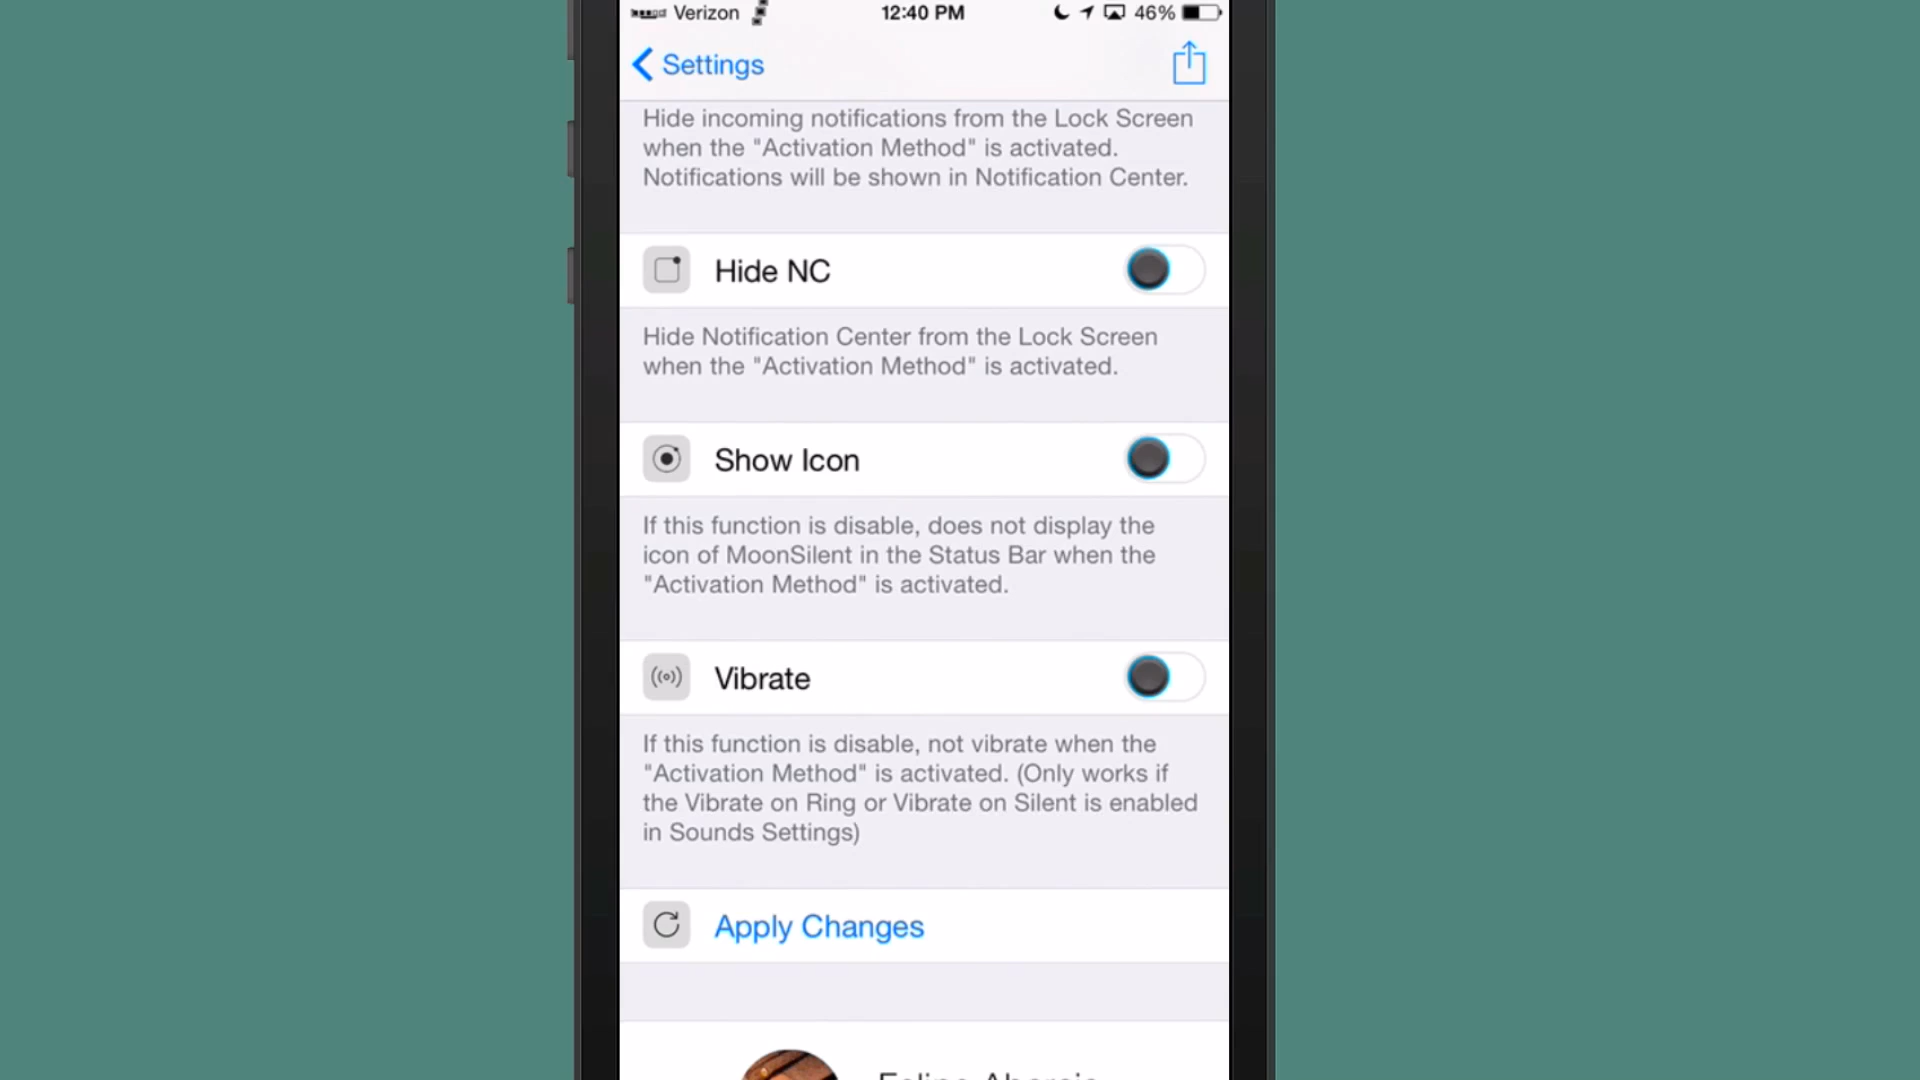 Verizon 12:40 PM 46%
Settings
Hide incoming notifications from the Lock Screen
when the "Activation Method" is activated.
Notifications will be shown in Notification Center.
Hide NC
Hide Notification Center from the Lock Screen
when the "Activation Method" is activated.
Show Icon
If this function is disable, does not display the
icon of MoonSilent in the Status Bar when the
"Activation Method" is activated.
Vibrate
If this function is disable, not vibrate when the
"Activation Method" is activated. (Only works if
the Vibrate on Ring or Vibrate on Silent is enabled
in Sounds Settings)
Apply Changes